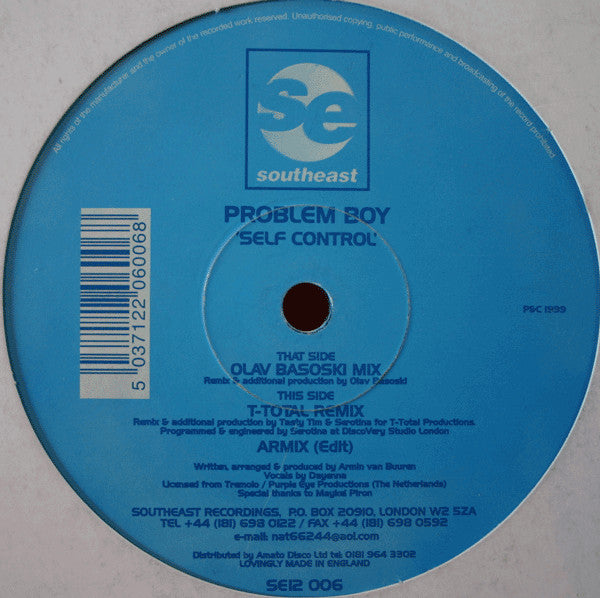 All rights of the manufacturer and the owner of the recorded work reserved. Unauthorised copying, public performance and broadcasting of the record prohibited.
se
southeast
PROBLEM BOY
'SELF CONTROL'
5 037122 060068
P&C 1999
THAT SIDE
OLAV BASOSKI MIX
Remix & additional production by Olav Basoski
THIS SIDE
T-TOTAL REMIX
Remix & additional production by Tasty Tim & Serotina for T-Total Productions.
Programmed & engineered by Serotina at DiscoVery Studio London
ARMIX (Edit)
Written, arranged & produced by Armin van Buuren
Vocals by Dayanna
Licensed from Tremolo / Purple Eye Productions (The Netherlands)
Special thanks to Maykel Piron
SOUTHEAST RECORDINGS, P.O. BOX 20910, LONDON W2 5ZA
TEL +44 (181) 698 0122 / FAX +44 (181) 698 0592
e-mail: nat66244@aol.com
Distributed by Amato Disco Ltd tel: 0181 964 3302
LOVINGLY MADE IN ENGLAND
SE12 006